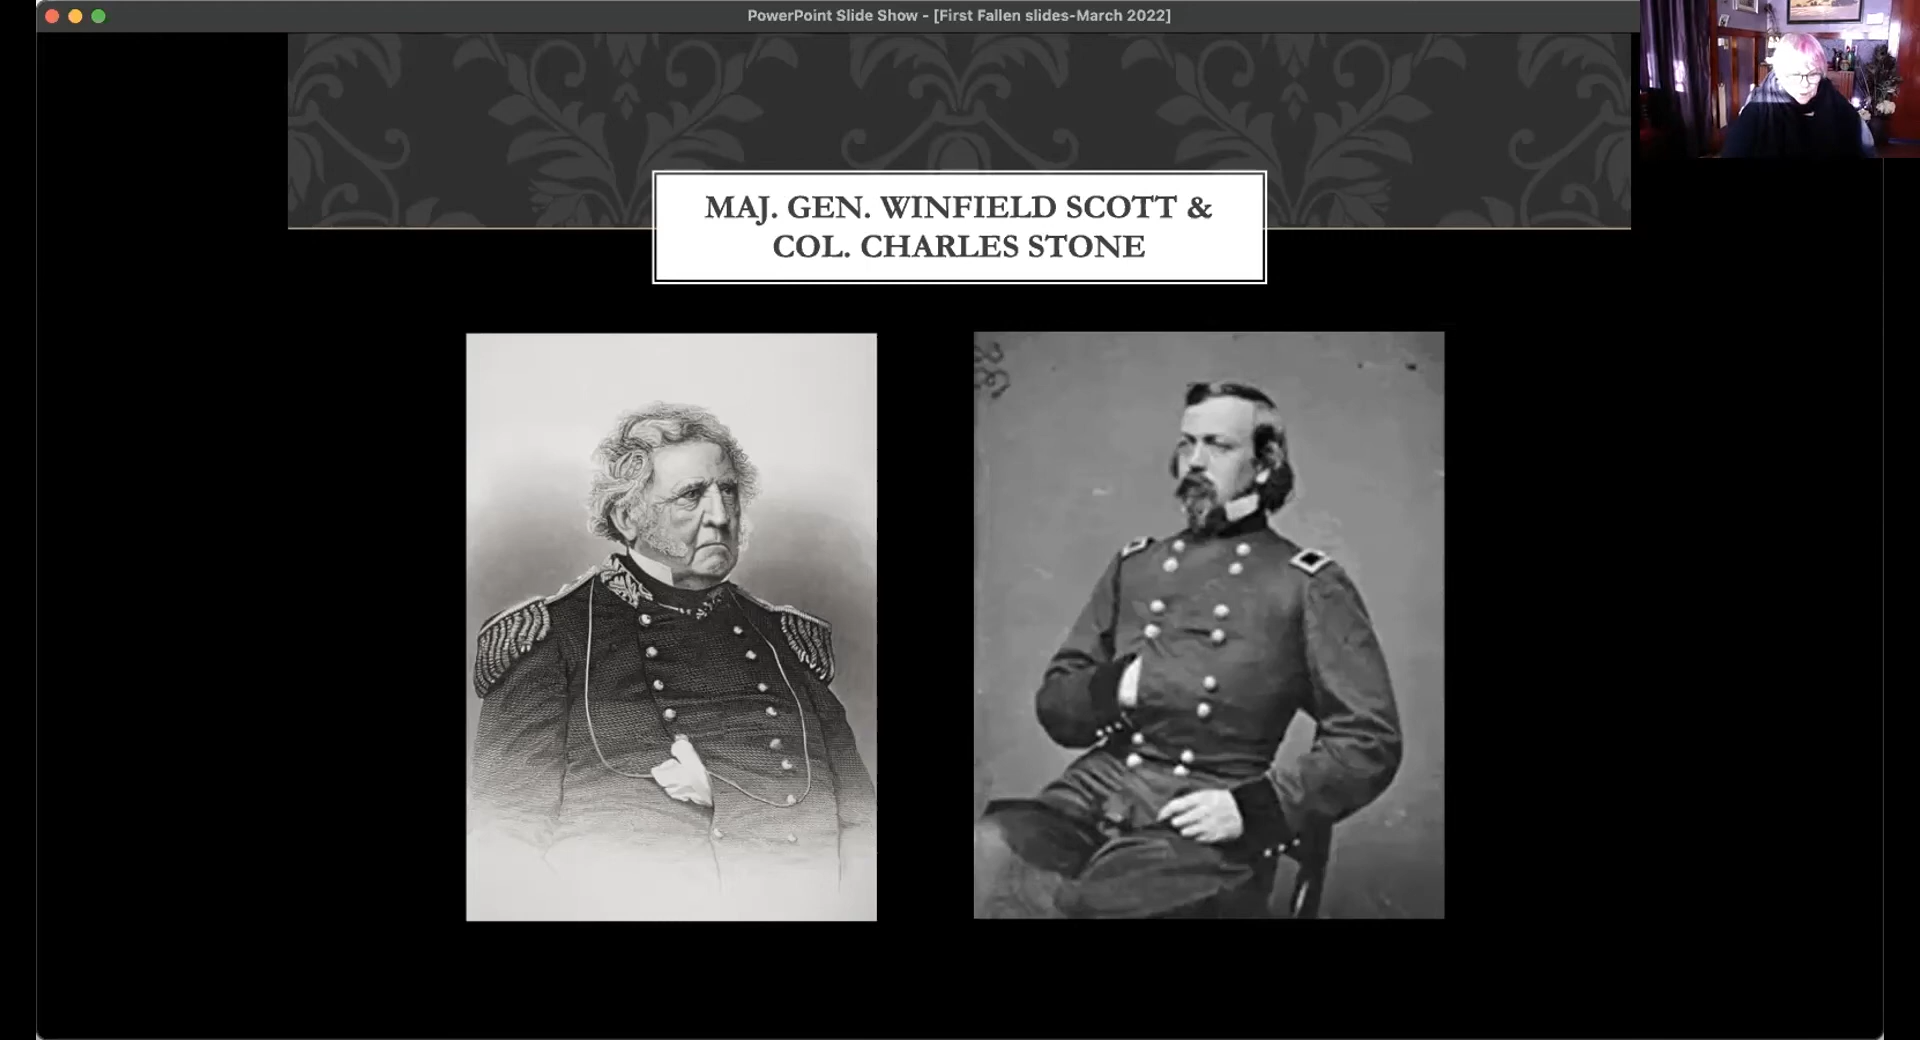 PowerPoint Slide Show - [First Fallen slides-March 2022]
MAJ. GEN. WINFIELD SCOTT &
COL. CHARLES STONE